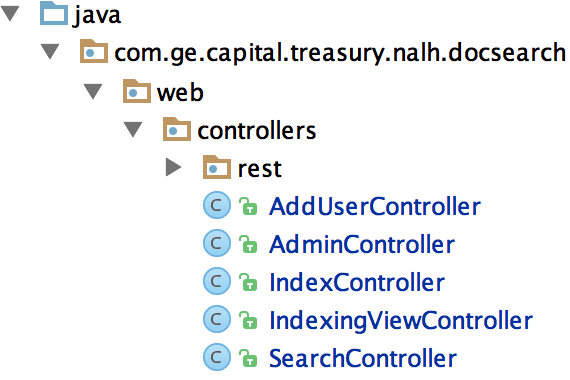 java
com.ge.capital.treasury.nalh.docsearch
web
controllers
rest
C AddUserController
C AdminController
C IndexController
C IndexingViewController
C SearchController